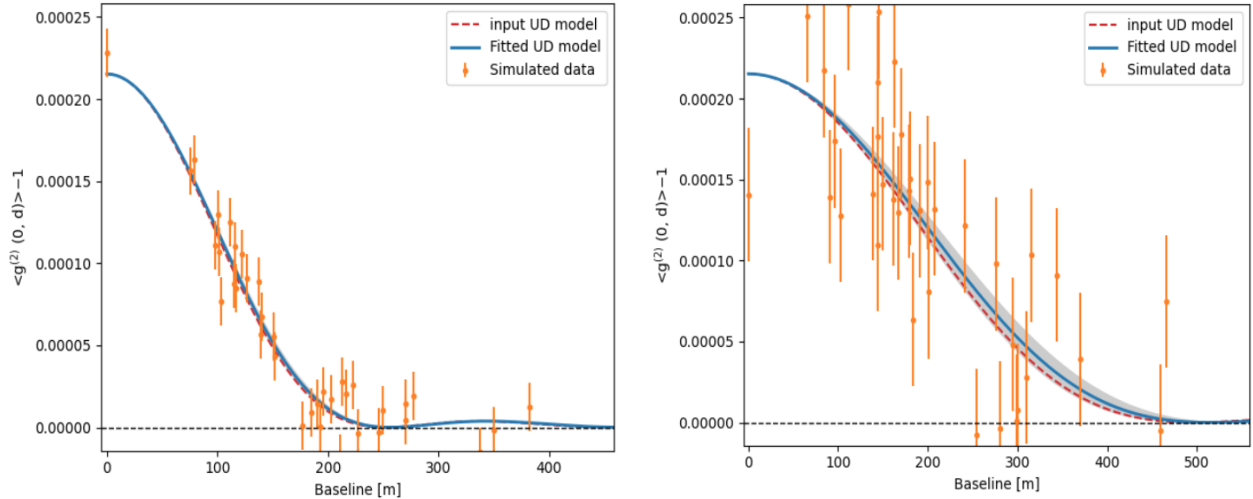 0.00025
0.00020
0.00015
0.00010
0.00005
0.00000
<g(2) (0, d)>−1
0 100 200 300 400
Baseline [m]
input UD model
Fitted UD model
Simulated data
0.00025
0.00020
0.00015
0.00010
0.00005
0.00000
<g(2) (0, d)>−1
0 100 200 300 400 500
Baseline [m]
input UD model
Fitted UD model
Simulated data